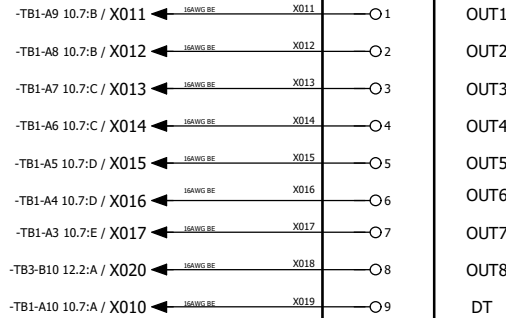 -TB1-A9 10.7:B / X011 16AWG BE X011 1 OUT1
-TB1-A8 10.7:B / X012 16AWG BE X012 2 OUT2
-TB1-A7 10.7:C / X013 16AWG BE X013 3 OUT3
-TB1-A6 10.7:C / X014 16AWG BE X014 4 OUT4
-TB1-A5 10.7:D / X015 16AWG BE X015 5 OUT5
-TB1-A4 10.7:D / X016 16AWG BE X016 6 OUT6
-TB1-A3 10.7:E / X017 16AWG BE X017 7 OUT7
-TB3-B10 12.2:A / X020 16AWG BE X018 8 OUT8
-TB1-A10 10.7:A / X010 16AWG BE X019 9 DT